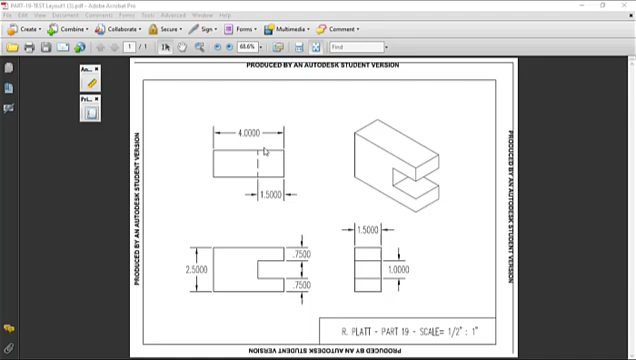 PART-19-TEST Layout1 (3).pdf - Adobe Acrobat Pro
File Edit View Document Comments Forms Tools Advanced Window Help
Create Combine Collaborate Secure Sign Forms Multimedia Comment
1 / 1 68.6% Find
PRODUCED BY AN AUTODESK STUDENT VERSION
An...
Pri...
4.0000
1.5000
2.5000
.7500
.7500
1.5000
1.0000
R. PLATT - PART 19 - SCALE= 1/2" : 1"
PRODUCED BY AN AUTODESK STUDENT VERSION
PRODUCED BY AN AUTODESK STUDENT VERSION
PRODUCED BY AN AUTODESK STUDENT VERSION